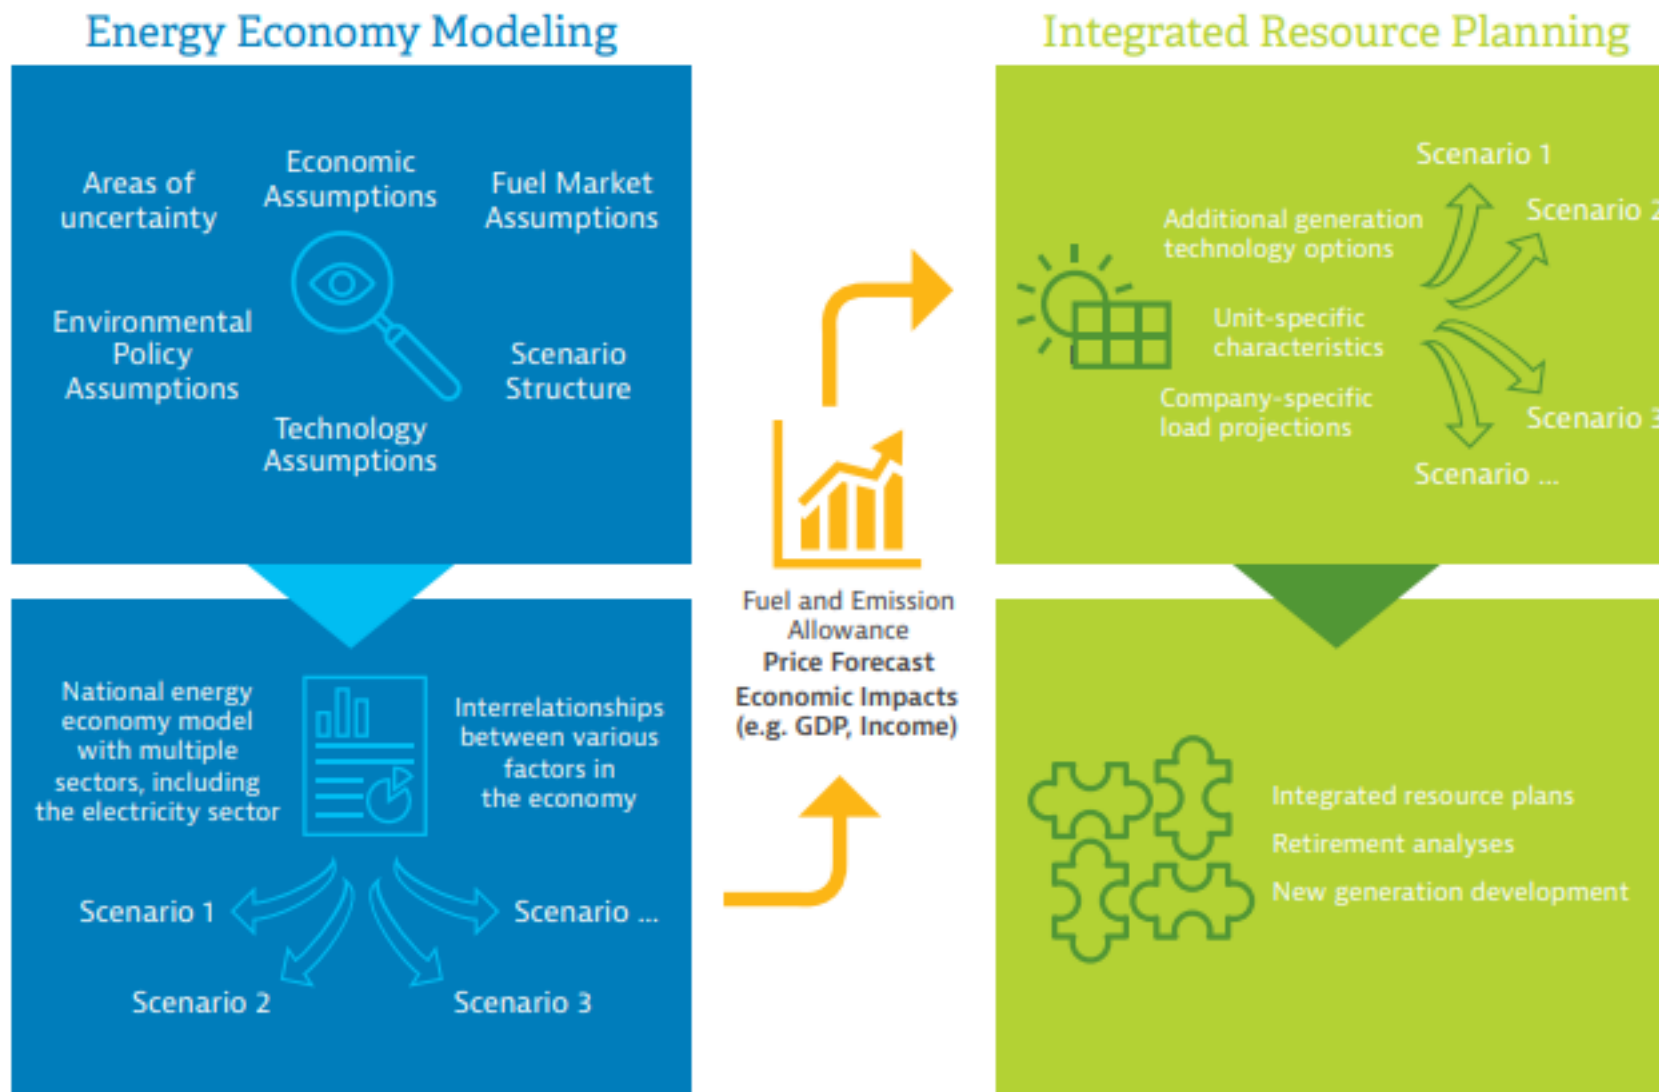 Energy Economy Modeling
Areas of
uncertainty
Economic
Assumptions
Fuel Market
Assumptions
Environmental
Policy
Assumptions
Scenario
Structure
Technology
Assumptions
National energy
economy model
with multiple
sectors, including
the electricity sector
Interrelationships
between various
factors in
the economy
Scenario 1
Scenario 2
Scenario 3
Scenario ...
Fuel and Emission
Allowance
Price Forecast
Economic Impacts
(e.g. GDP, Income)
Integrated Resource Planning
Additional generation
technology options
Unit-specific
characteristics
Company-specific
load projections
Scenario 1
Scenario 2
Scenario 3
Scenario ...
Integrated resource plans
Retirement analyses
New generation development